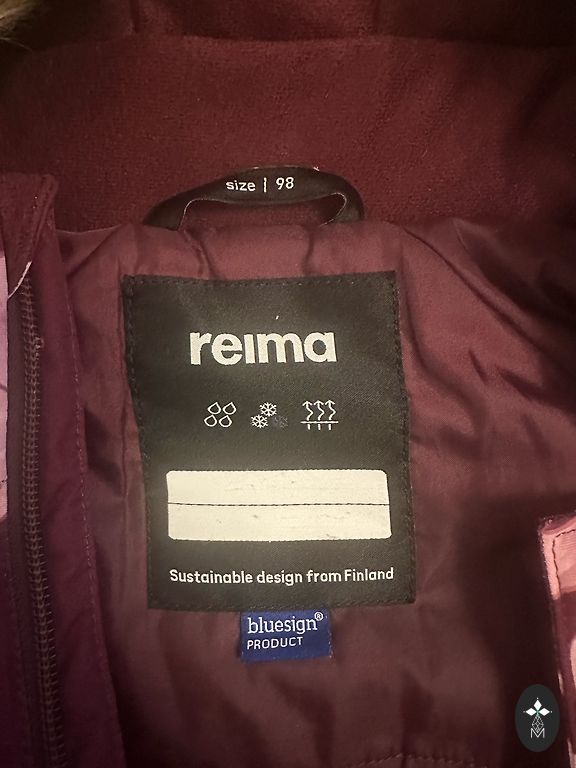 size | 98
reima
Sustainable design from Finland
bluesign®
PRODUCT
M